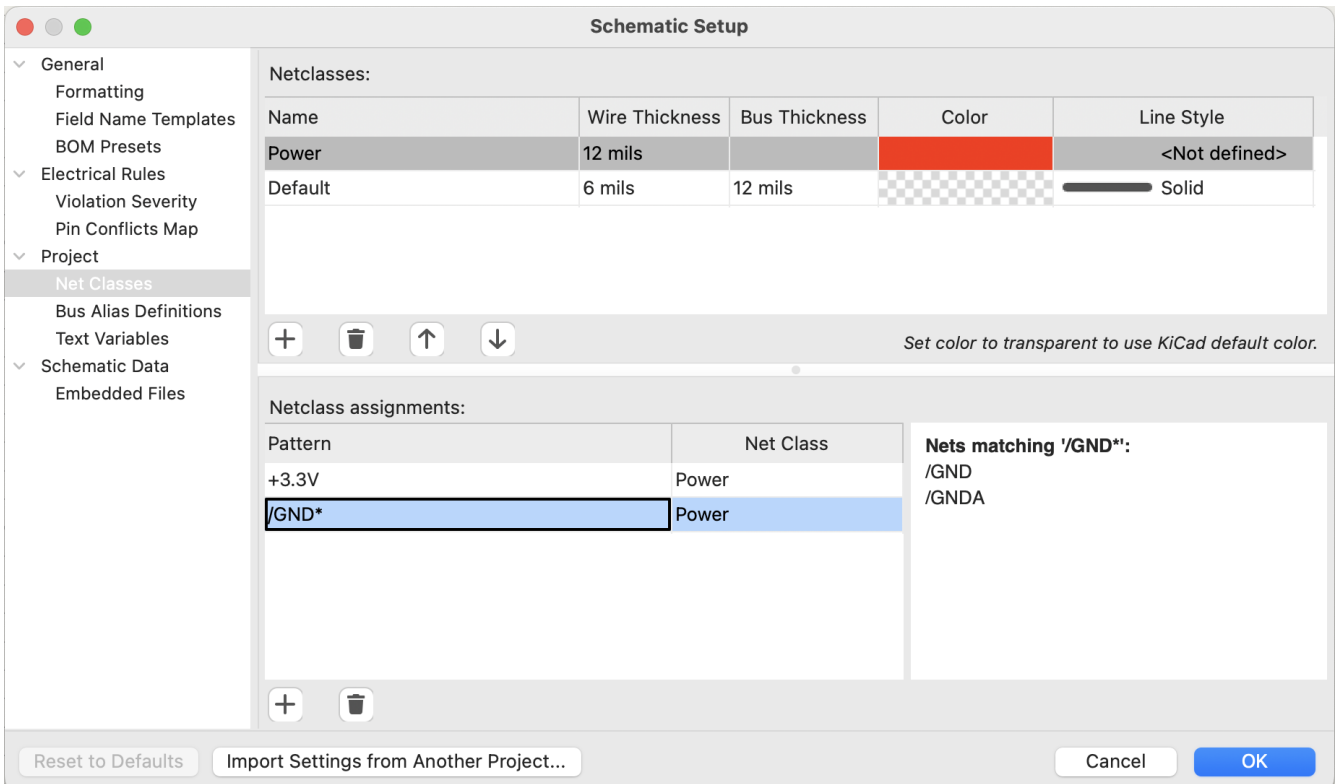 Schematic Setup
General
Formatting
Field Name Templates
BOM Presets
Electrical Rules
Violation Severity
Pin Conflicts Map
Project
Net Classes
Bus Alias Definitions
Text Variables
Schematic Data
Embedded Files
Netclasses:
Name Wire Thickness Bus Thickness Color Line Style
Power 12 mils <Not defined>
Default 6 mils 12 mils Solid
Set color to transparent to use KiCad default color.
Netclass assignments:
Pattern Net Class
+3.3V Power
/GND* Power
Nets matching '/GND*':
/GND
/GNDA
Reset to Defaults Import Settings from Another Project... Cancel OK